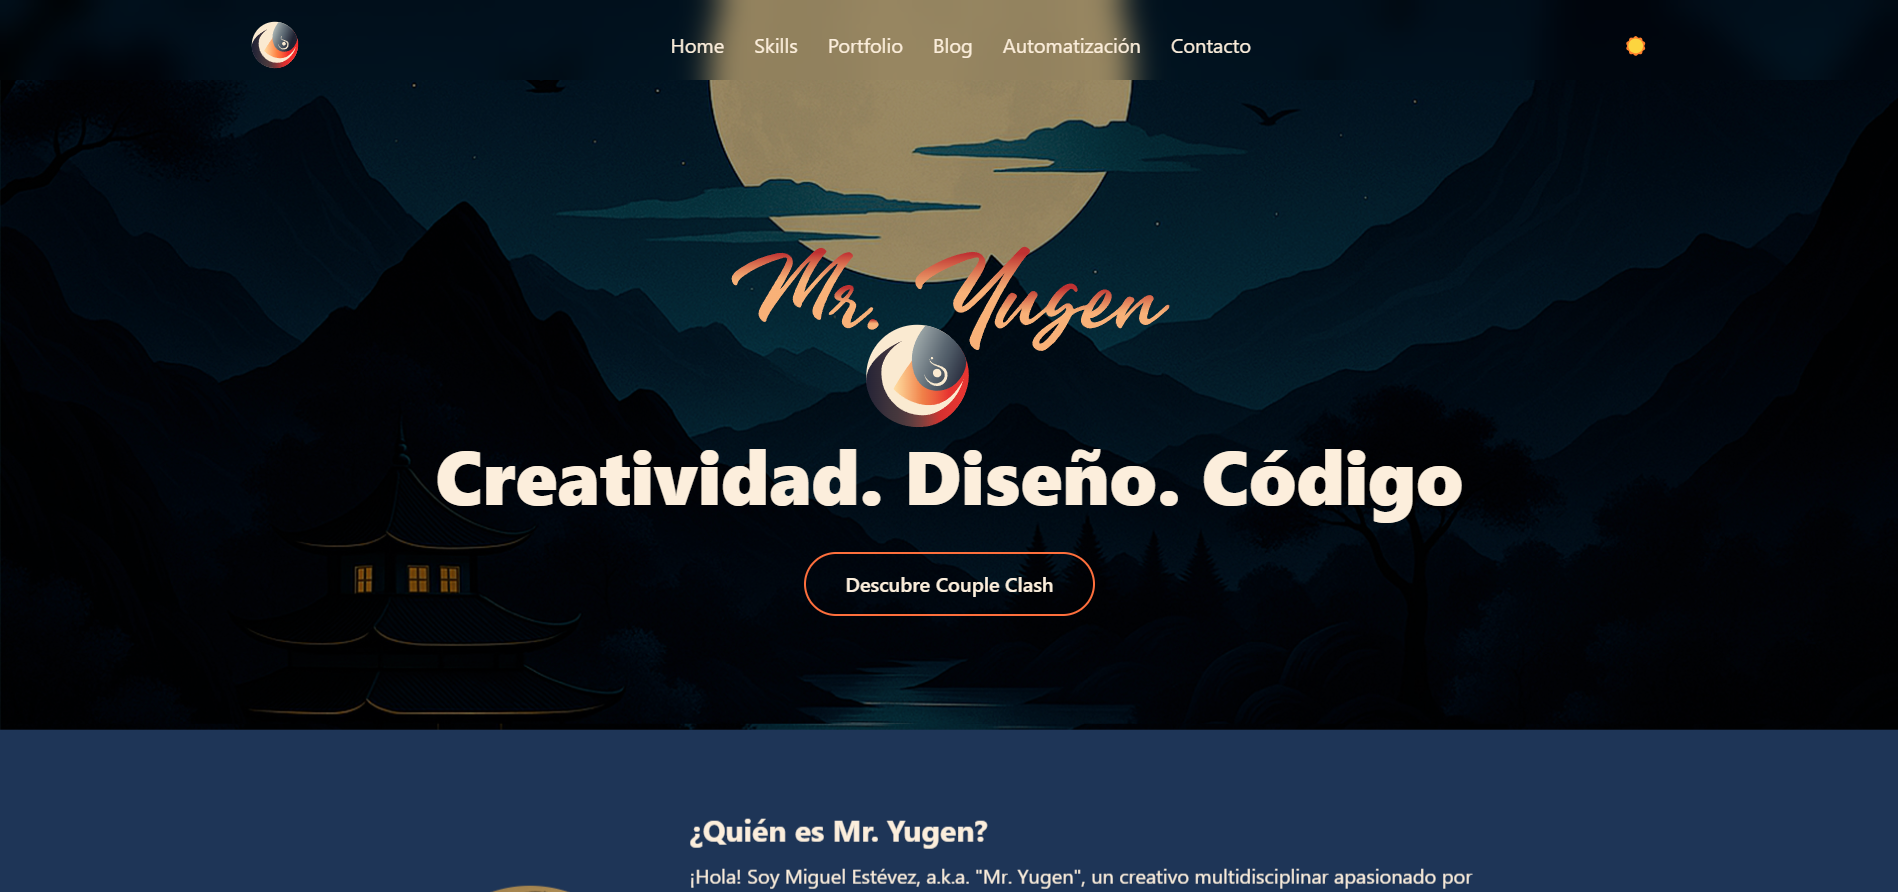 Home Skills Portfolio Blog Automatización Contacto
Mr. Yugen
Creatividad. Diseño. Código
Descubre Couple Clash
¿Quién es Mr. Yugen?
¡Hola! Soy Miguel Estévez, a.k.a. "Mr. Yugen", un creativo multidisciplinar apasionado por